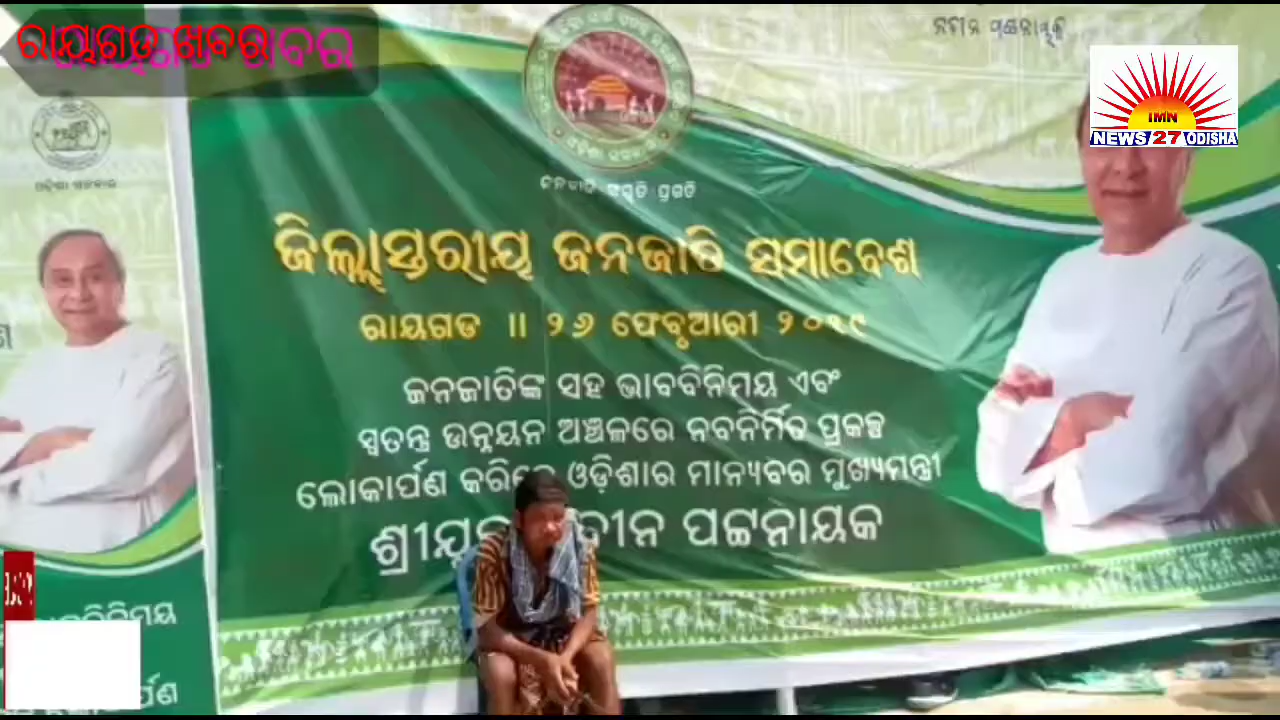 ରାୟଗଡ ଖବର
IMN
NEWS 27 ODISHA
ଜିଲ୍ଲାସ୍ତରୀୟ ଜନଜାତି ସମାବେଶ
ରାୟଗଡ ॥ ୨୬ ଫେବୃଆରୀ ୨୦୧୯
ଜନଜାତିଙ୍କ ସହ ଭାବବିନିମୟ ଏବଂ
ସ୍ଵତନ୍ତ୍ର ଉନ୍ନୟନ ଅଞ୍ଚଳରେ ନବନିର୍ମିତ ପ୍ରକଳ୍ପ
ଲୋକାର୍ପଣ କରିବେ ଓଡ଼ିଶାର ମାନ୍ୟବର ମୁଖ୍ୟମନ୍ତ୍ରୀ
ପଟ୍ଟନାୟକ